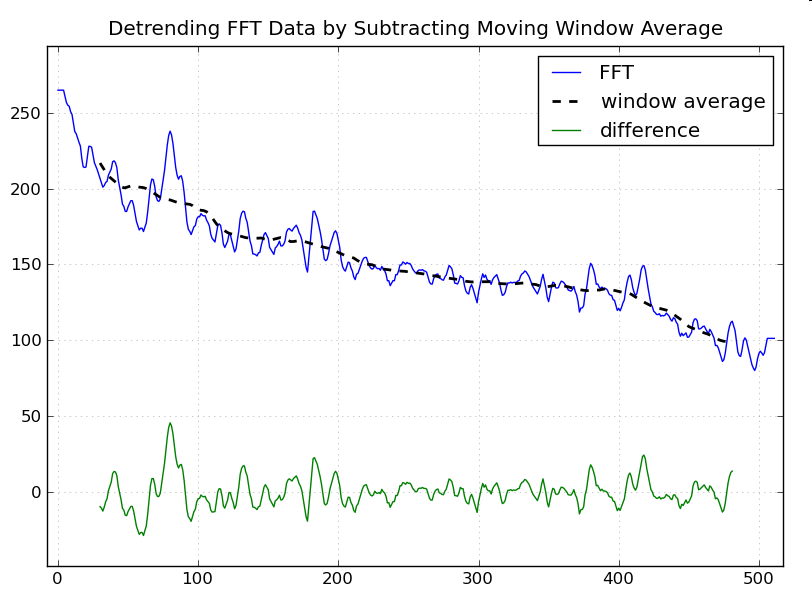 Detrending FFT Data by Subtracting Moving Window Average
FFT
window average
difference
250
200
150
100
50
0
0 100 200 300 400 500